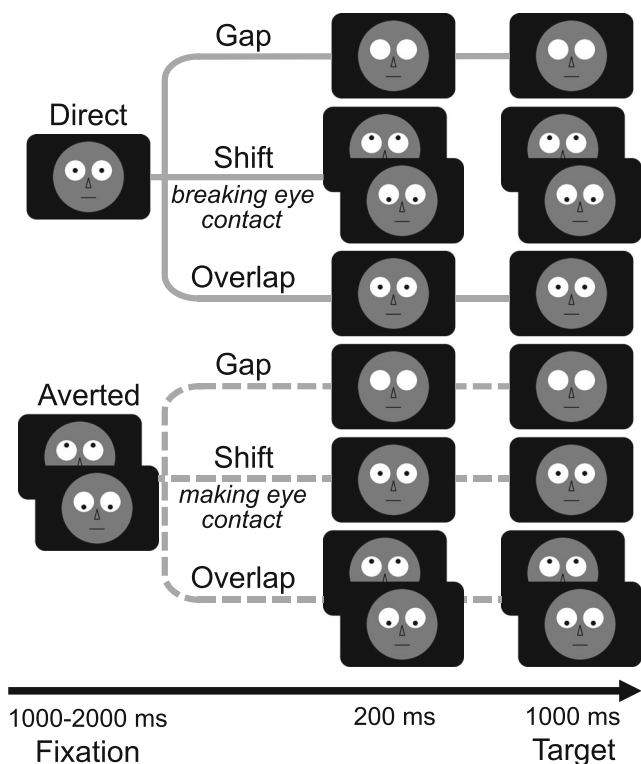 Gap
Direct
Shift
breaking eye
contact
Overlap
Gap
Averted
Shift
making eye
contact
Overlap
1000-2000 ms 200 ms 1000 ms
Fixation Target